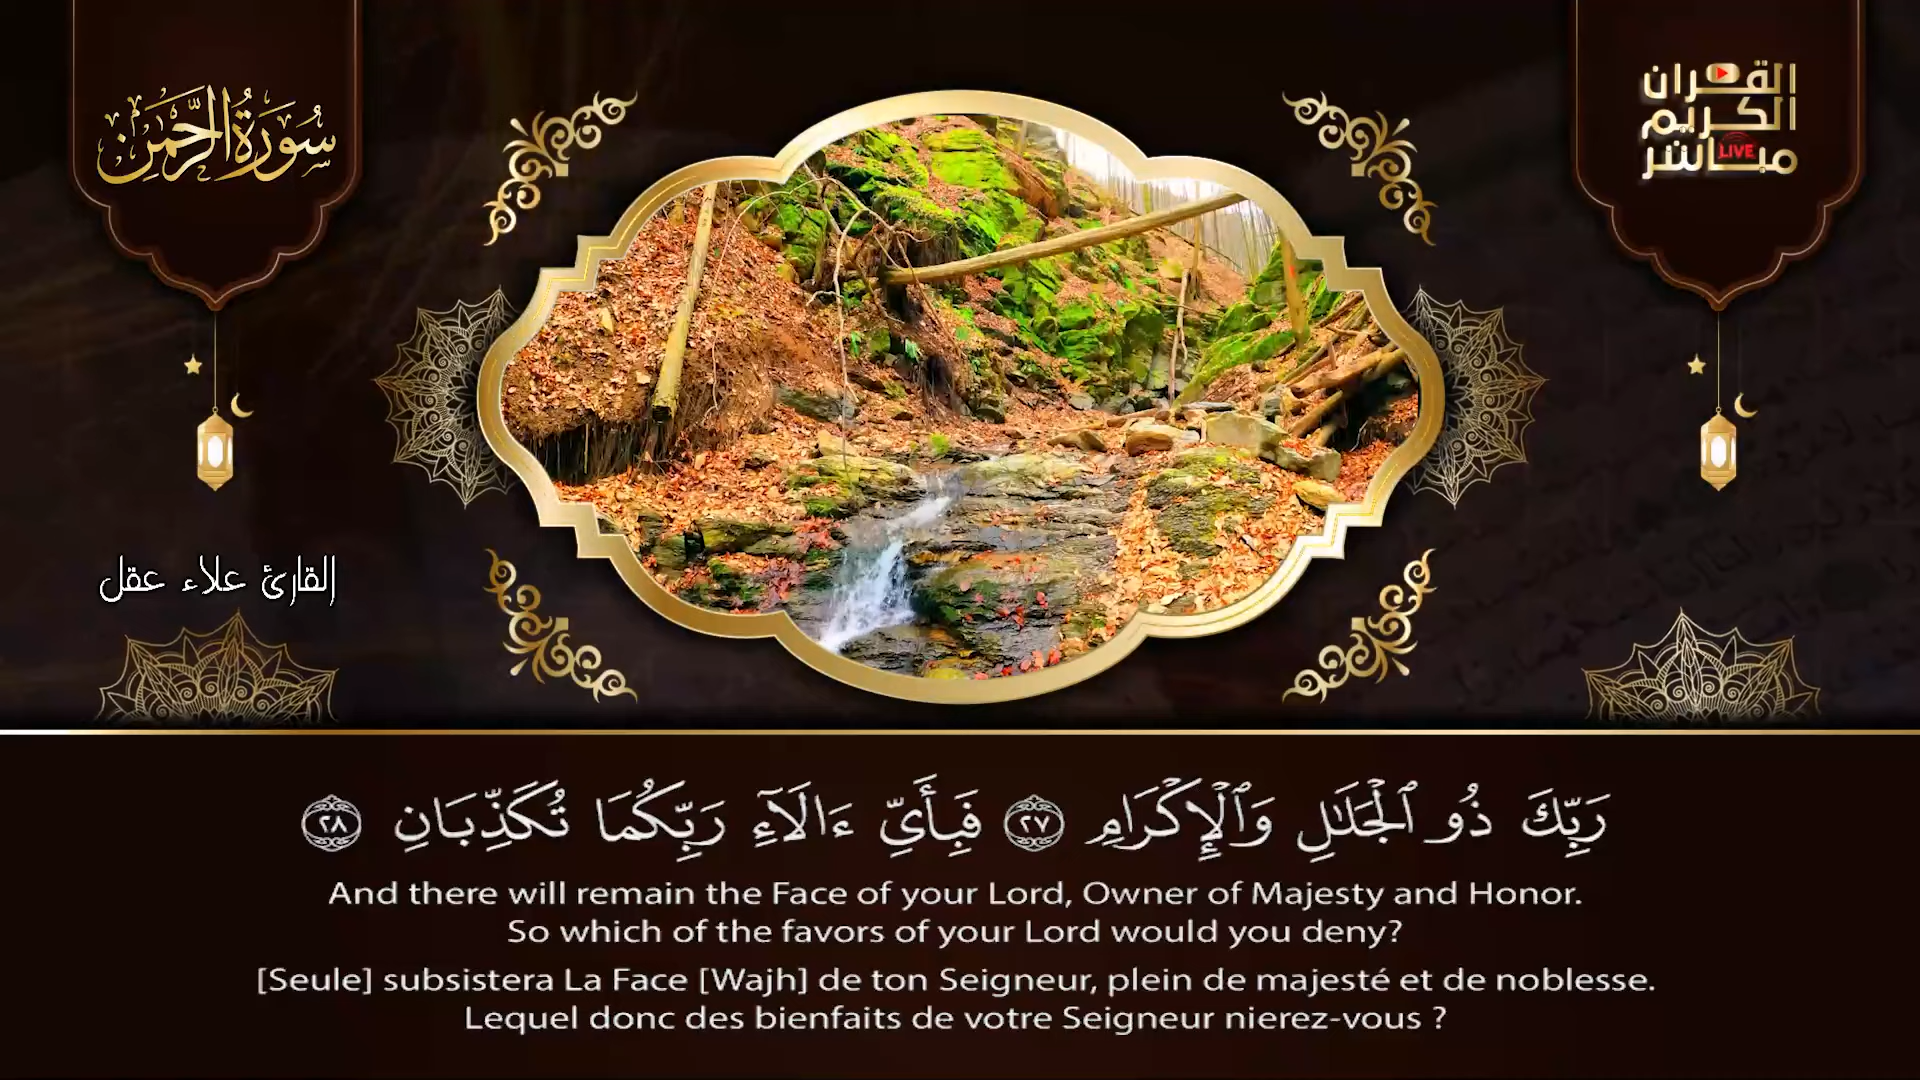 سُورَةُ الرَّحْمَٰن
القرآن
الكريم
مباشر
LIVE
القارئ علاء عقل
رَبِّكَ ذُو ٱلْجَلَٰلِ وَٱلْإِكْرَامِ ٢٧ فَبِأَىِّ ءَالَآءِ رَبِّكُمَا تُكَذِّبَانِ ٢٨
And there will remain the Face of your Lord, Owner of Majesty and Honor.
So which of the favors of your Lord would you deny?
[Seule] subsistera La Face [Wajh] de ton Seigneur, plein de majesté et de noblesse.
Lequel donc des bienfaits de votre Seigneur nierez-vous ?